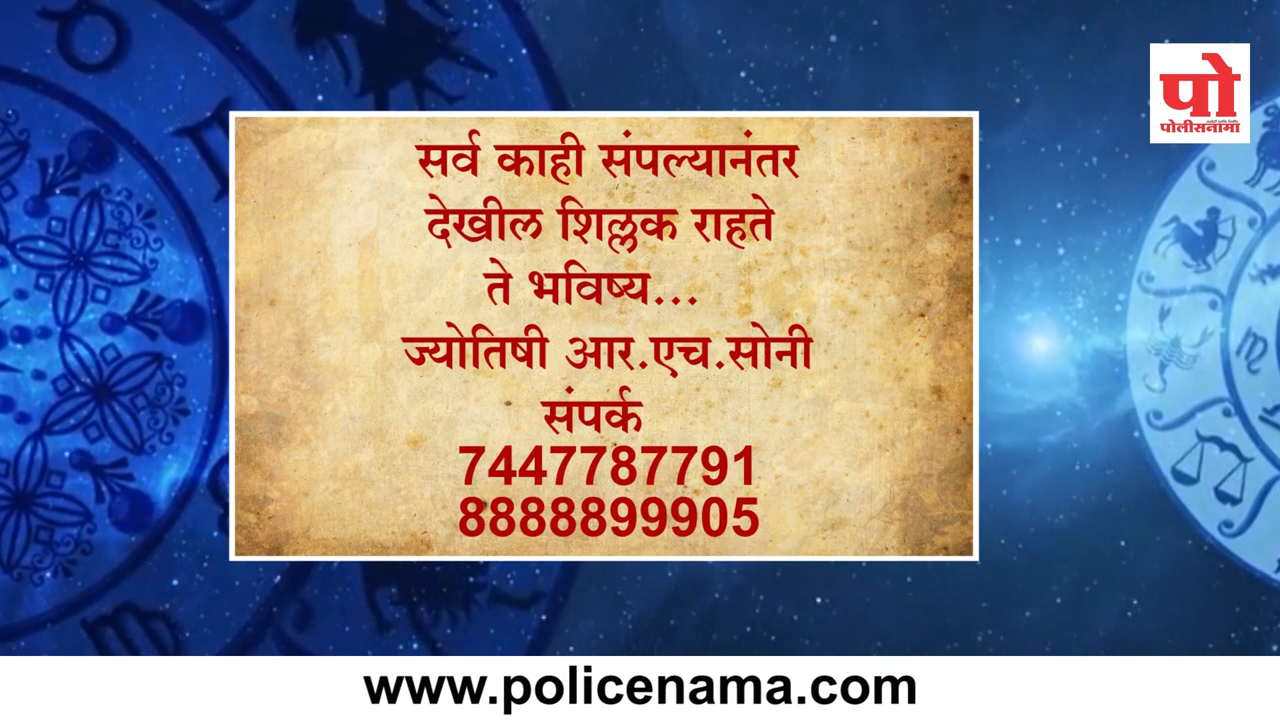 पो
पोलीसनामा
सर्व काही संपल्यानंतर
देखील शिल्लक राहते
ते भविष्य...
ज्योतिषी आर.एच.सोनी
संपर्क
7447787791
8888899905
www.policenama.com